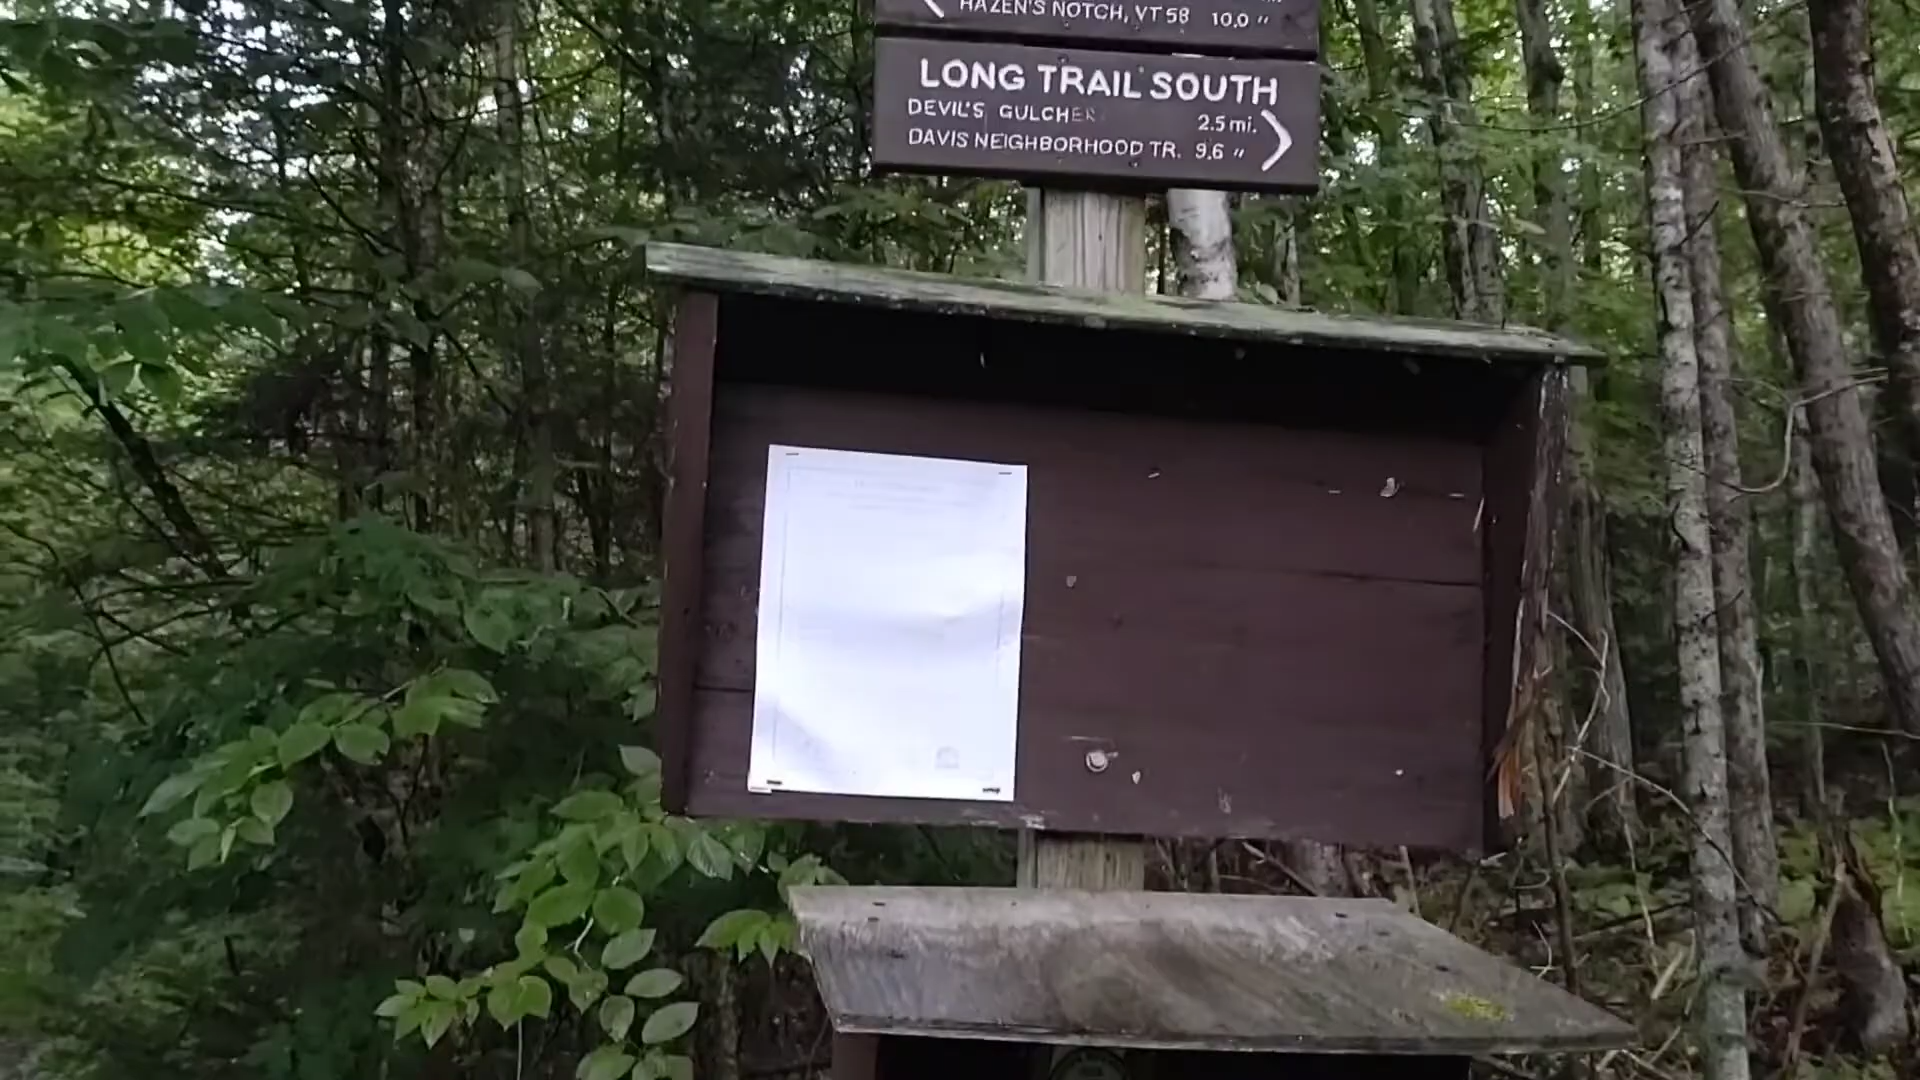 HAZEN'S NOTCH, VT 58 10.0 "
LONG TRAIL SOUTH
DEVIL'S GULCH 2.5 mi.
DAVIS NEIGHBORHOOD TR. 9.6 "